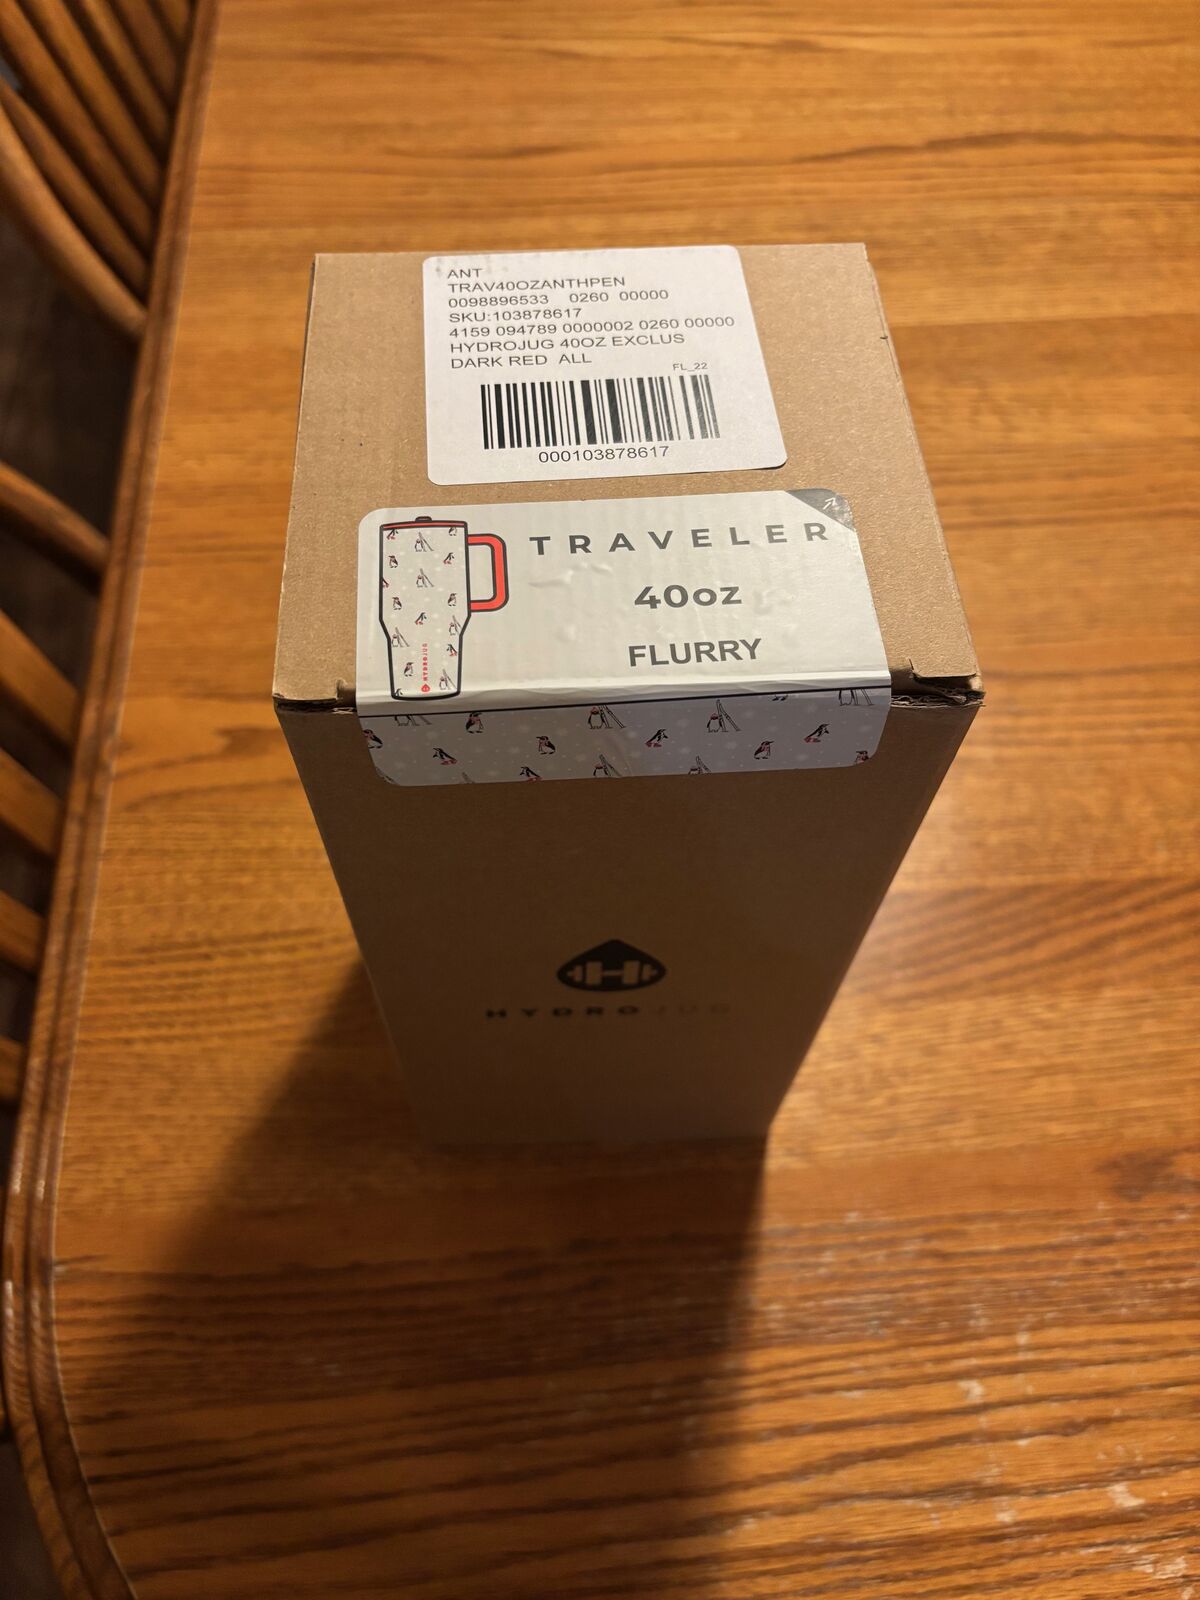 ANT
TRAV40OZANTHPEN
0098896533 0260 00000
SKU:103878617
4159 094789 0000002 0260 00000
HYDROJUG 40OZ EXCLUS
DARK RED ALL
FL_22
000103878617
TRAVELER
40oz
FLURRY
HYDROJUG
HYDROJUG